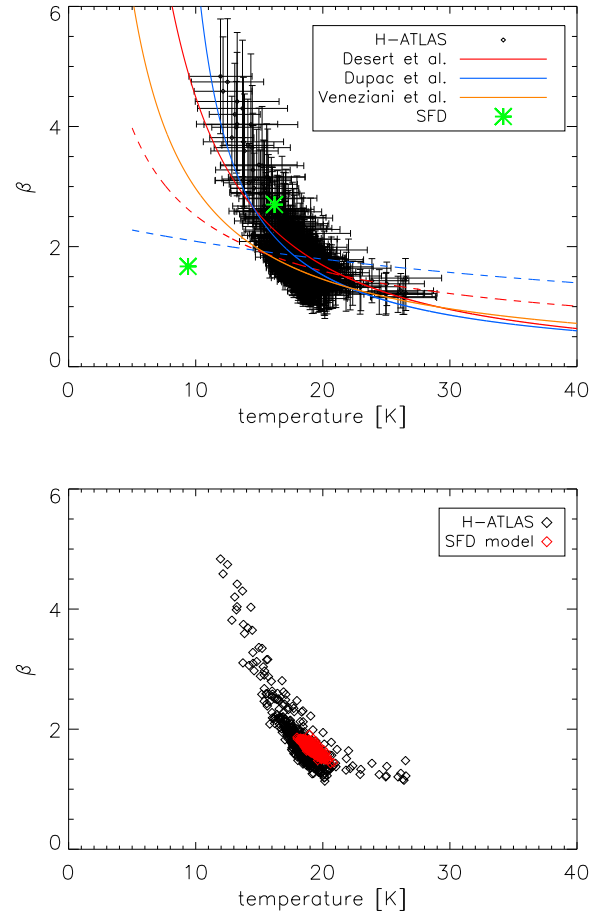 6
4
2
0
β
H-ATLAS
Desert et al.
Dupac et al.
Veneziani et al.
SFD
0 10 20 30 40
temperature [K]
6
4
2
0
β
H-ATLAS
SFD model
0 10 20 30 40
temperature [K]